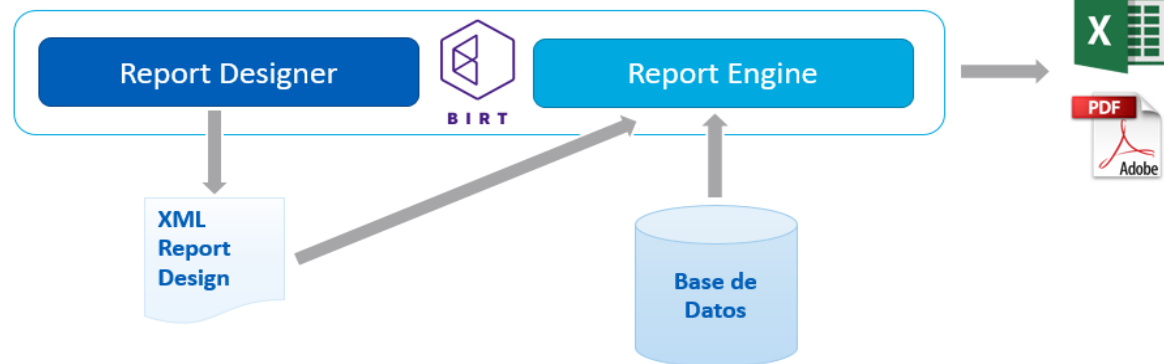 Report Designer
BIRT
Report Engine
X
PDF
Adobe
XML
Report
Design
Base de
Datos